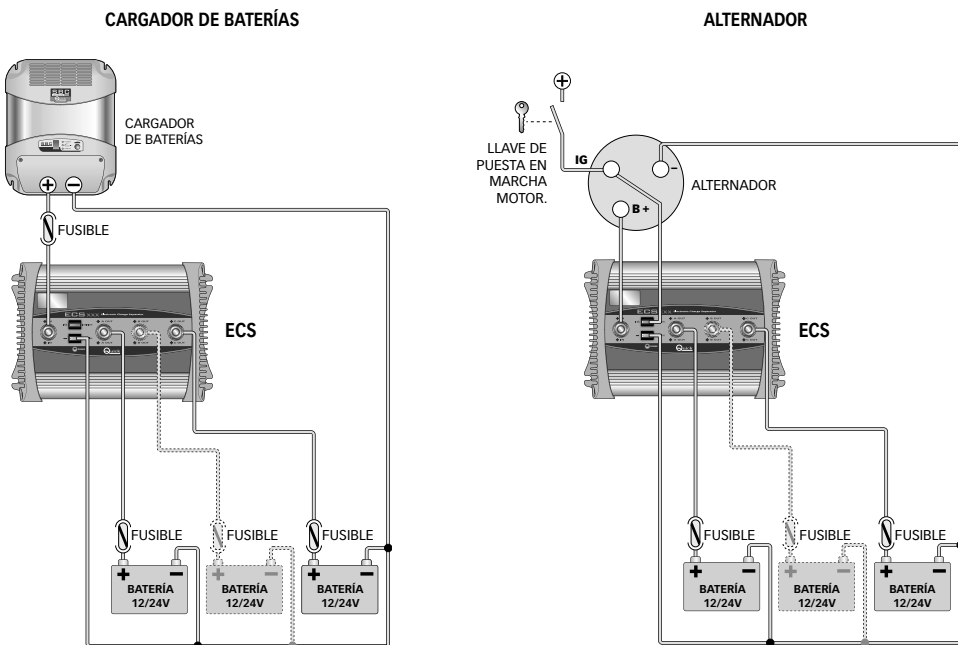 CARGADOR DE BATERÍAS
CARGADOR
DE BATERÍAS
FUSIBLE
ECS
FUSIBLE
FUSIBLE
FUSIBLE
+ −
BATERÍA
12/24V
+ −
BATERÍA
12/24V
+ −
BATERÍA
12/24V
ALTERNADOR
LLAVE DE
PUESTA EN
MARCHA
MOTOR.
IG
B +
ALTERNADOR
ECS
FUSIBLE
FUSIBLE
FUSIBLE
+ −
BATERÍA
12/24V
+ −
BATERÍA
12/24V
+ −
BATERÍA
12/24V